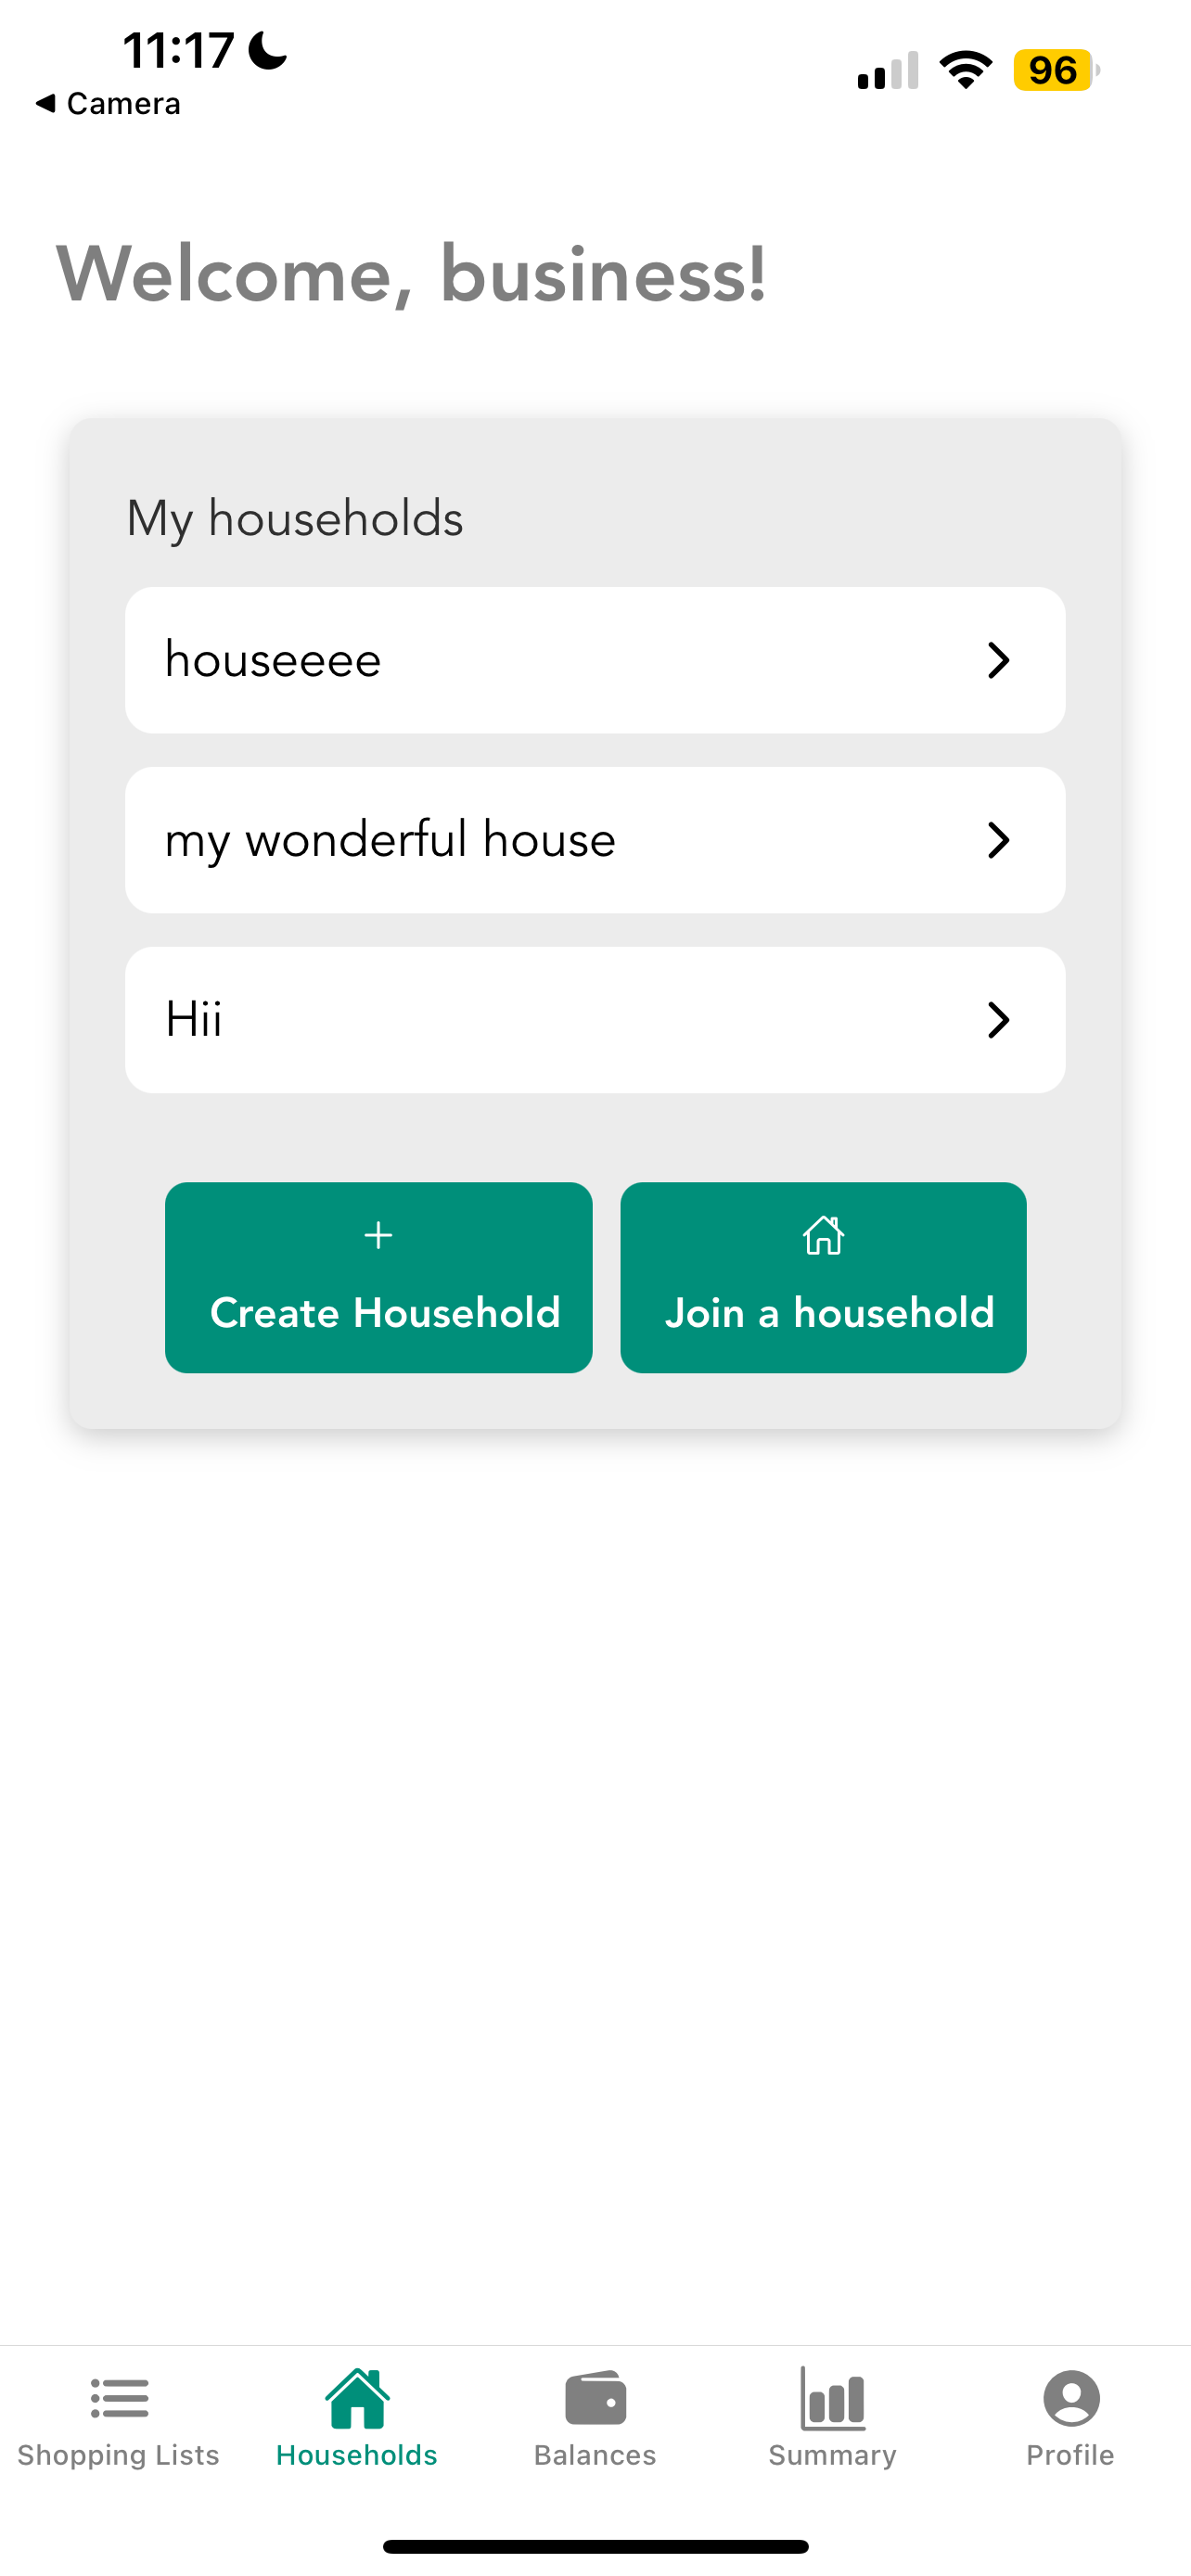 11:17
96
Camera
Welcome, business!
My households
houseeee
my wonderful house
Hii
Create Household
Join a household
Shopping Lists
Households
Balances
Summary
Profile